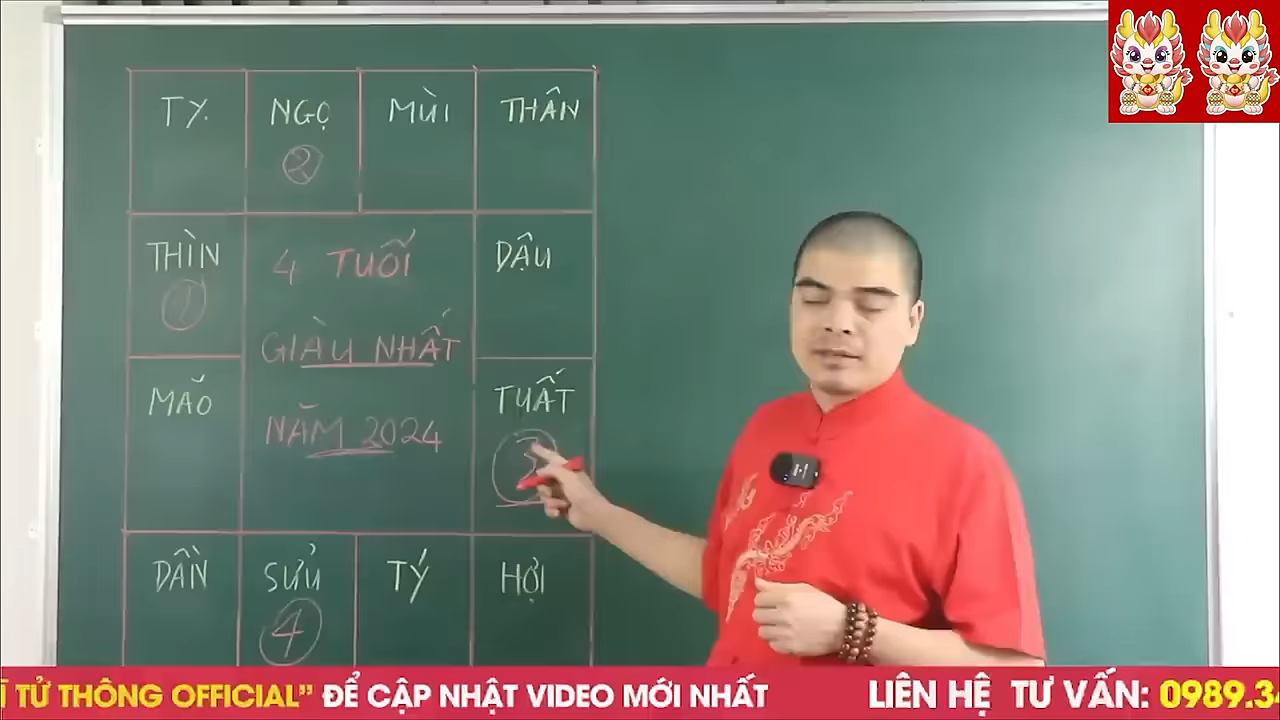 TỴ
NGỌ
MÙI
THÂN
②
THÌN
4 TUỔI
DẬU
①
GIÀU NHẤT
MÃO
TUẤT
NĂM 2024
3
DẦN
SỬU
TÝ
HỢI
④
Í TỬ THÔNG OFFICIAL” ĐỂ CẬP NHẬT VIDEO MỚI NHẤT
LIÊN HỆ TƯ VẤN: 0989.34